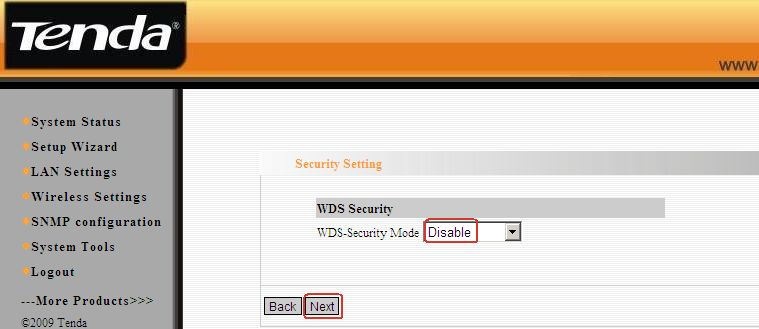 Tenda®
www
System Status
Setup Wizard
LAN Settings
Wireless Settings
SNMP configuration
System Tools
Logout
---More Products>>>
©2009 Tenda
Security Setting
WDS Security
WDS-Security Mode Disable
Back Next